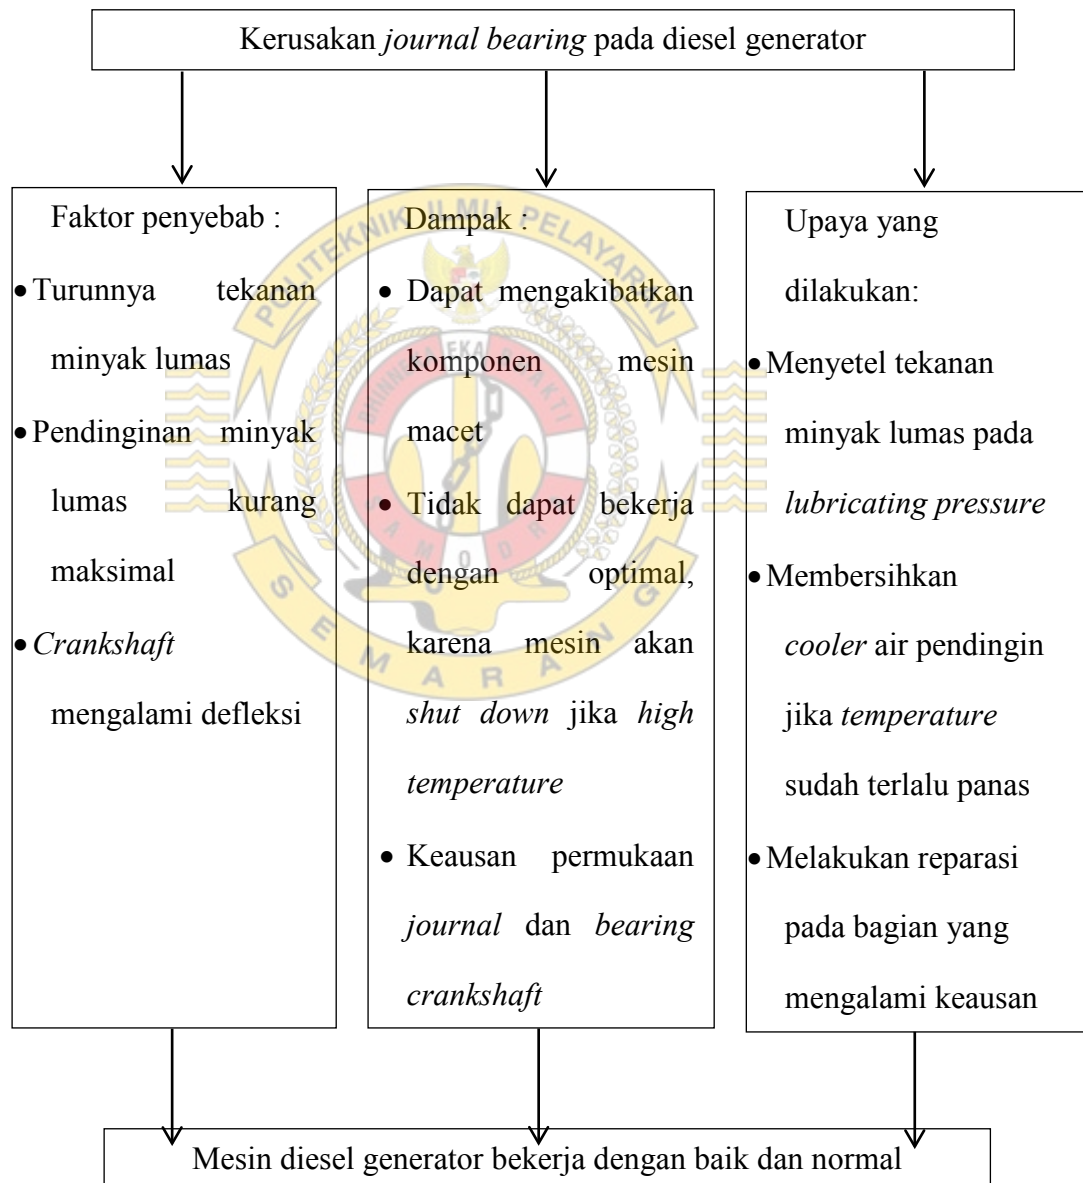 Kerusakan journal bearing pada diesel generator
Faktor penyebab :
•Turunnya tekanan
minyak lumas
•Pendinginan minyak
lumas kurang
maksimal
•Crankshaft
mengalami defleksi
Dampak :
• Dapat mengakibatkan
komponen mesin
macet
• Tidak dapat bekerja
dengan optimal,
karena mesin akan
shut down jika high
temperature
• Keausan permukaan
journal dan bearing
crankshaft
Upaya yang
dilakukan:
•Menyetel tekanan
minyak lumas pada
lubricating pressure
•Membersihkan
cooler air pendingin
jika temperature
sudah terlalu panas
•Melakukan reparasi
pada bagian yang
mengalami keausan
Mesin diesel generator bekerja dengan baik dan normal
POLITEKNIK ILMU PELAYARAN
SEMARANG